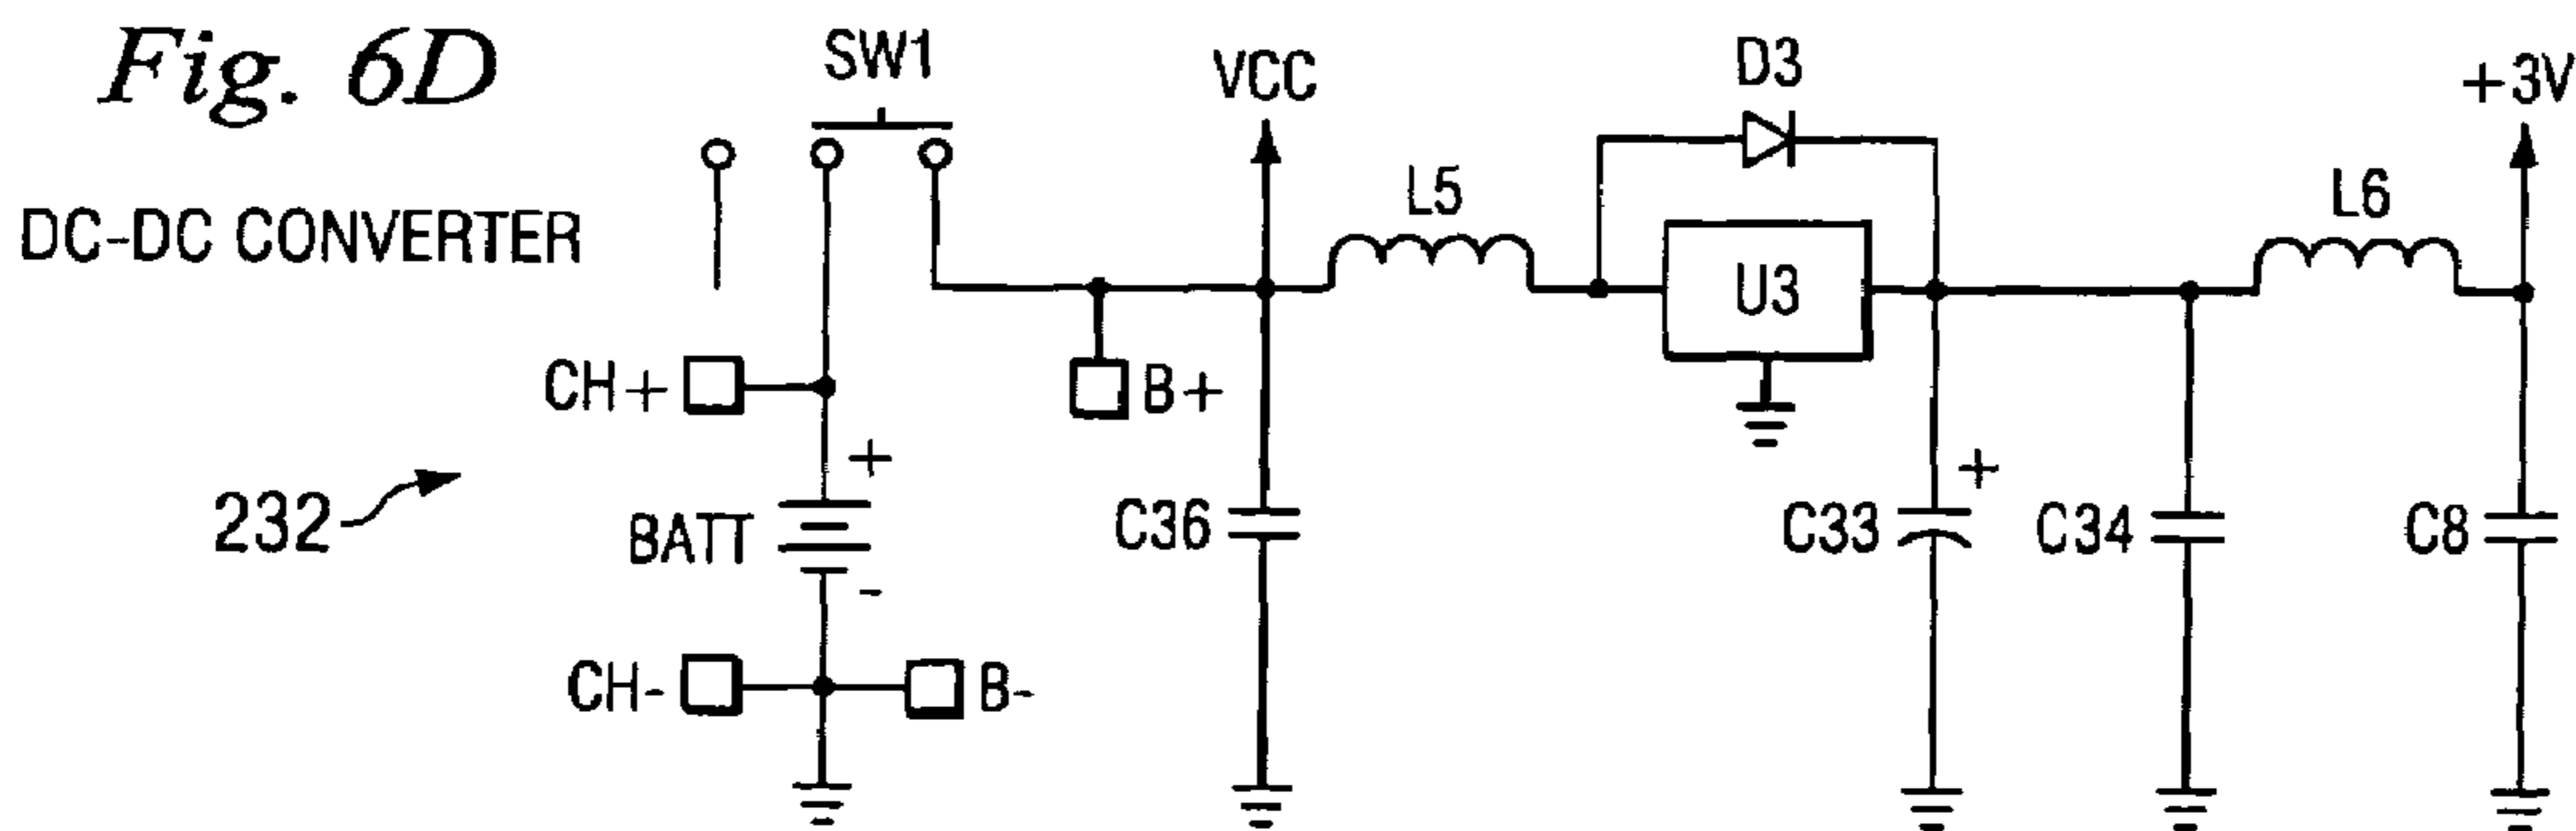 Fig. 6D
DC-DC CONVERTER
SW1
VCC
D3
+3V
L5
L6
U3
CH+
B+
+
232
BATT
-
C36
+
C33
C34
C8
CH-
B-